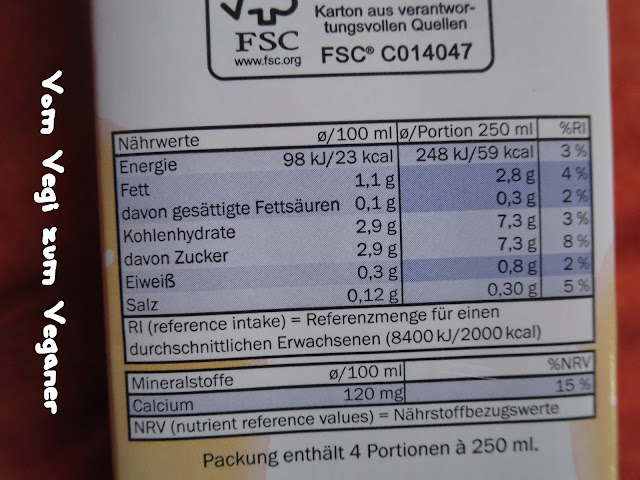 FSC
www.fsc.org
Karton aus verantwor-
tungsvollen Quellen
FSC® C014047
Nährwerte ø/100 ml ø/Portion 250 ml %RI
Energie 98 kJ/23 kcal 248 kJ/59 kcal 3 %
Fett 1,1 g 2,8 g 4 %
davon gesättigte Fettsäuren 0,1 g 0,3 g 2 %
Kohlenhydrate 2,9 g 7,3 g 3 %
davon Zucker 2,9 g 7,3 g 8 %
Eiweiß 0,3 g 0,8 g 2 %
Salz 0,12 g 0,30 g 5 %
RI (reference intake) = Referenzmenge für einen
durchschnittlichen Erwachsenen (8400 kJ/2000 kcal)
Mineralstoffe ø/100 ml %NRV
Calcium 120 mg 15 %
NRV (nutrient reference values) = Nährstoffbezugswerte
Packung enthält 4 Portionen à 250 ml.
Vom Vegi zum Veganer